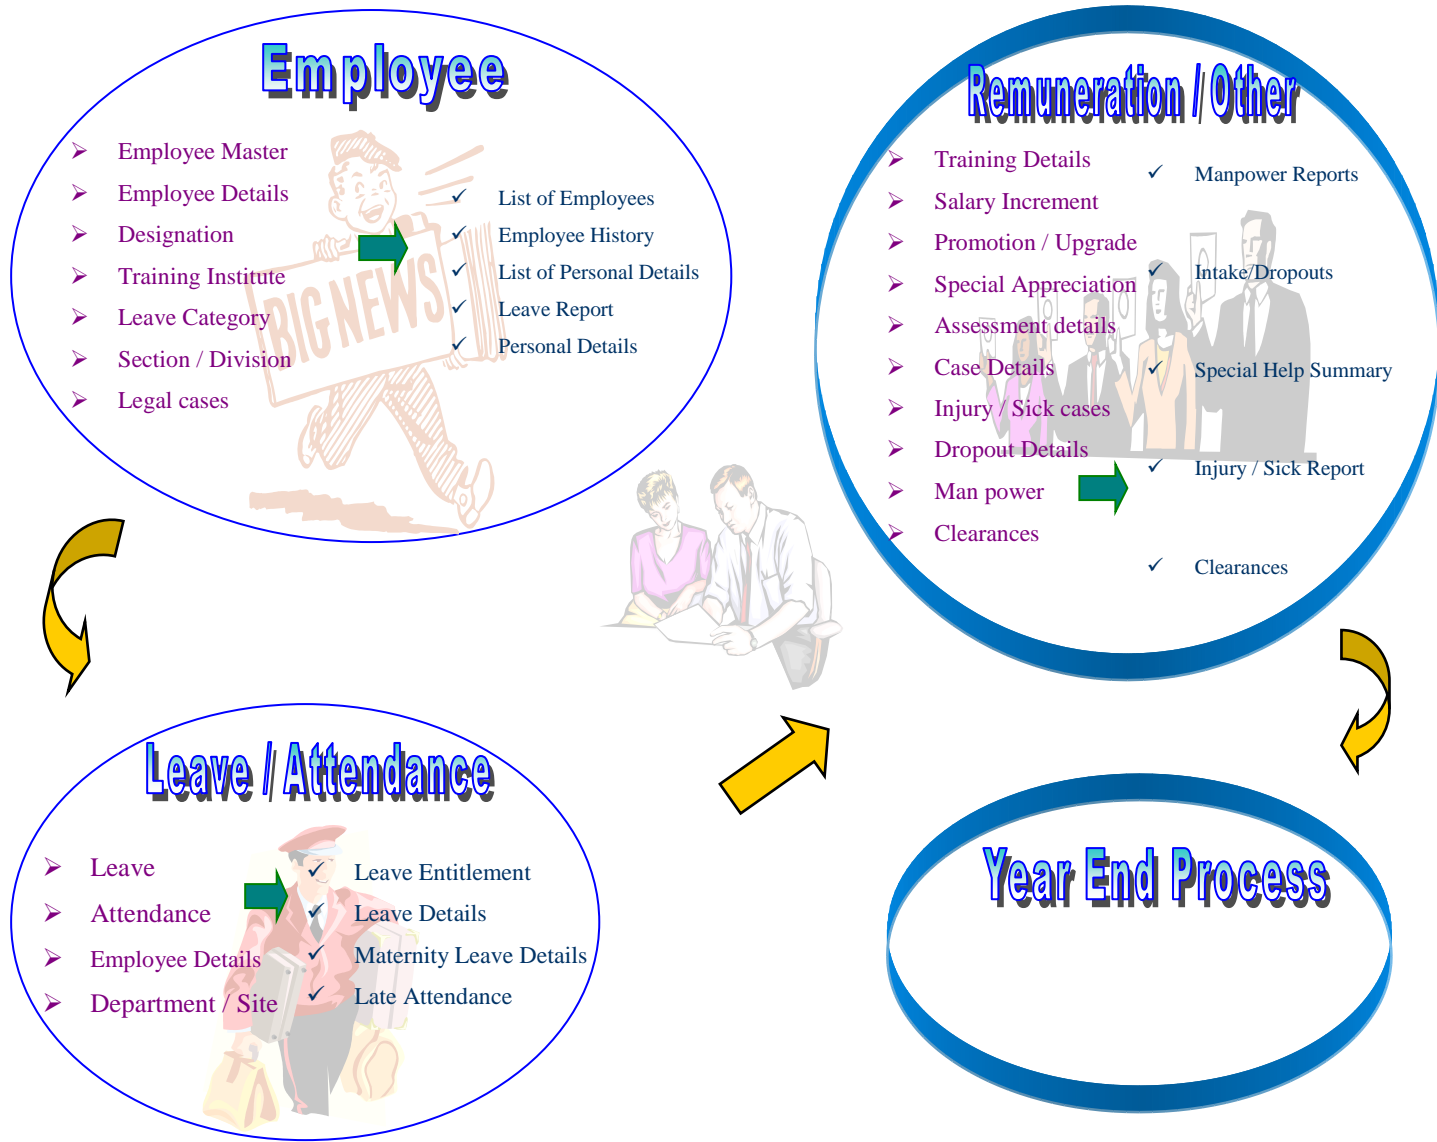 Employee
Employee Master
Employee Details
Designation
Training Institute
Leave Category
Section / Division
Legal cases
List of Employees
Employee History
List of Personal Details
Leave Report
Personal Details
BIG NEWS
Remuneration / Other
Training Details
Salary Increment
Promotion / Upgrade
Special Appreciation
Assessment details
Case Details
Injury / Sick cases
Dropout Details
Man power
Clearances
Manpower Reports
Intake/Dropouts
Special Help Summary
Injury / Sick Report
Clearances
Leave / Attendance
Leave
Attendance
Employee Details
Department / Site
Leave Entitlement
Leave Details
Maternity Leave Details
Late Attendance
Year End Process